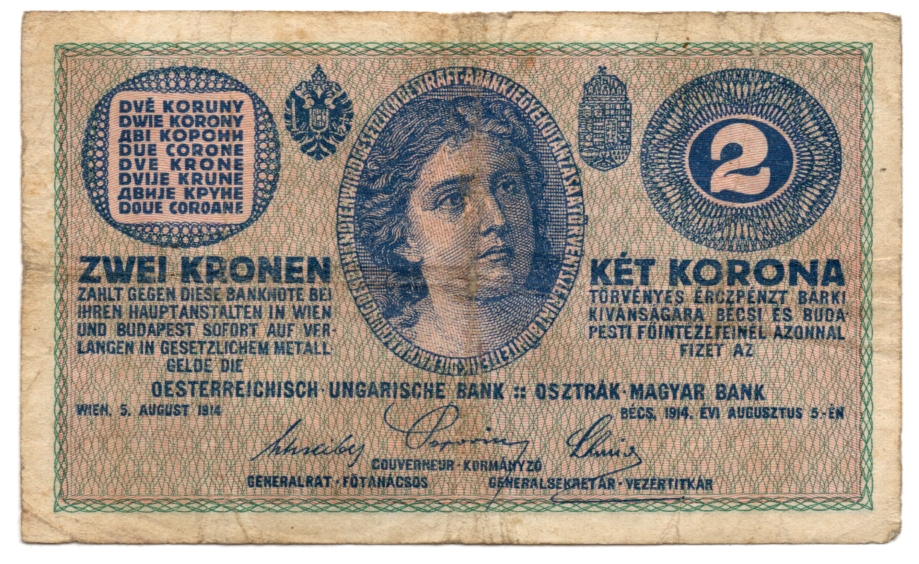 DVĚ KORUNY
DWIE KORONY
ДВІ КОРОНИ
DUE CORONE
DVE KRONE
DVIJE KRUNE
ДВИЈЕ КРУНЕ
DOUE COROANE
2
ZWEI KRONEN
ZAHLT GEGEN DIESE BANKNOTE BEI
IHREN HAUPTANSTALTEN IN WIEN
UND BUDAPEST SOFORT AUF VER-
LANGEN IN GESETZLICHEM METALL-
GELDE DIE
KÉT KORONA
TÖRVÉNYES ÉRCZPÉNZT BÁRKI
KIVÁNSÁGÁRA BÉCSI ÉS BUDA-
PESTI FŐINTÉZETEINÉL AZONNAL
FIZET AZ
OESTERREICHISCH-UNGARISCHE BANK :: OSZTRÁK-MAGYAR BANK
WIEN, 5. AUGUST 1914
BÉCS, 1914. ÉVI AUGUSZTUS 5-ÉN
GOUVERNEUR-KORMÁNYZÓ
GENERALRAT-FŐTANÁCSOS
GENERALSEKRETÄR-VEZÉRTITKÁR